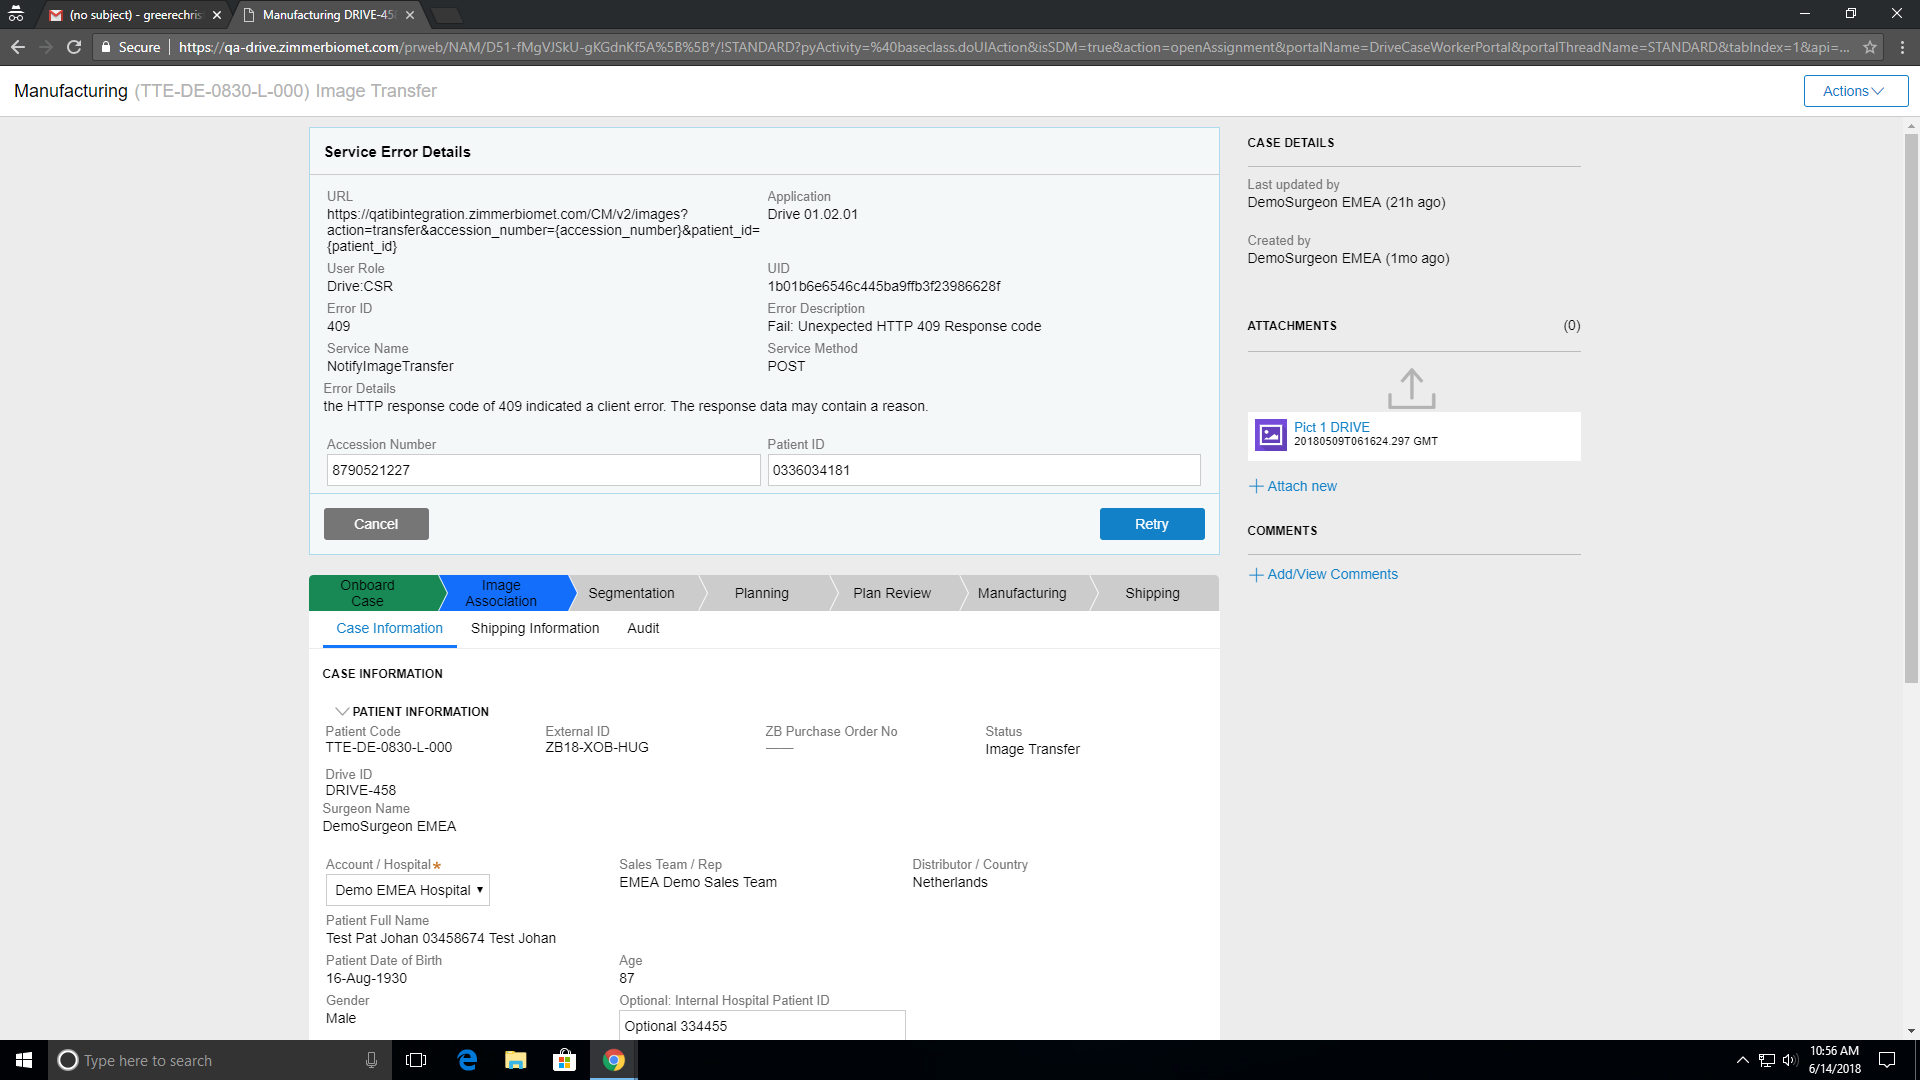 (no subject) - greerechris
Manufacturing DRIVE-458
Secure
https://qa-drive.zimmerbiomet.com/prweb/NAM/D51-fMgVJSkU-gKGdnKf5A%5B%5B*/!STANDARD?pyActivity=%40baseclass.doUIAction&isSDM=true&action=openAssignment&portalName=DriveCaseWorkerPortal&portalThreadName=STANDARD&tabIndex=1&api=...
Manufacturing (TTE-DE-0830-L-000) Image Transfer
Actions
Service Error Details
URL
https://qatibintegration.zimmerbiomet.com/CM/v2/images?
action=transfer&accession_number={accession_number}&patient_id=
{patient_id}
Application
Drive 01.02.01
User Role
Drive:CSR
UID
1b01b6e6546c445ba9ffb3f23986628f
Error ID
409
Error Description
Fail: Unexpected HTTP 409 Response code
Service Name
NotifyImageTransfer
Service Method
POST
Error Details
the HTTP response code of 409 indicated a client error. The response data may contain a reason.
Accession Number
8790521227
Patient ID
0336034181
Cancel
Retry
Onboard
Case
Image
Association
Segmentation
Planning
Plan Review
Manufacturing
Shipping
Case Information
Shipping Information
Audit
CASE INFORMATION
PATIENT INFORMATION
Patient Code
TTE-DE-0830-L-000
External ID
ZB18-XOB-HUG
ZB Purchase Order No
Status
Image Transfer
Drive ID
DRIVE-458
Surgeon Name
DemoSurgeon EMEA
Account / Hospital*
Demo EMEA Hospital
Sales Team / Rep
EMEA Demo Sales Team
Distributor / Country
Netherlands
Patient Full Name
Test Pat Johan 03458674 Test Johan
Patient Date of Birth
16-Aug-1930
Age
87
Gender
Male
Optional: Internal Hospital Patient ID
Optional 334455
CASE DETAILS
Last updated by
DemoSurgeon EMEA (21h ago)
Created by
DemoSurgeon EMEA (1mo ago)
ATTACHMENTS (0)
Pict 1 DRIVE
20180509T061624.297 GMT
Attach new
COMMENTS
Add/View Comments
Type here to search
10:56 AM
6/14/2018